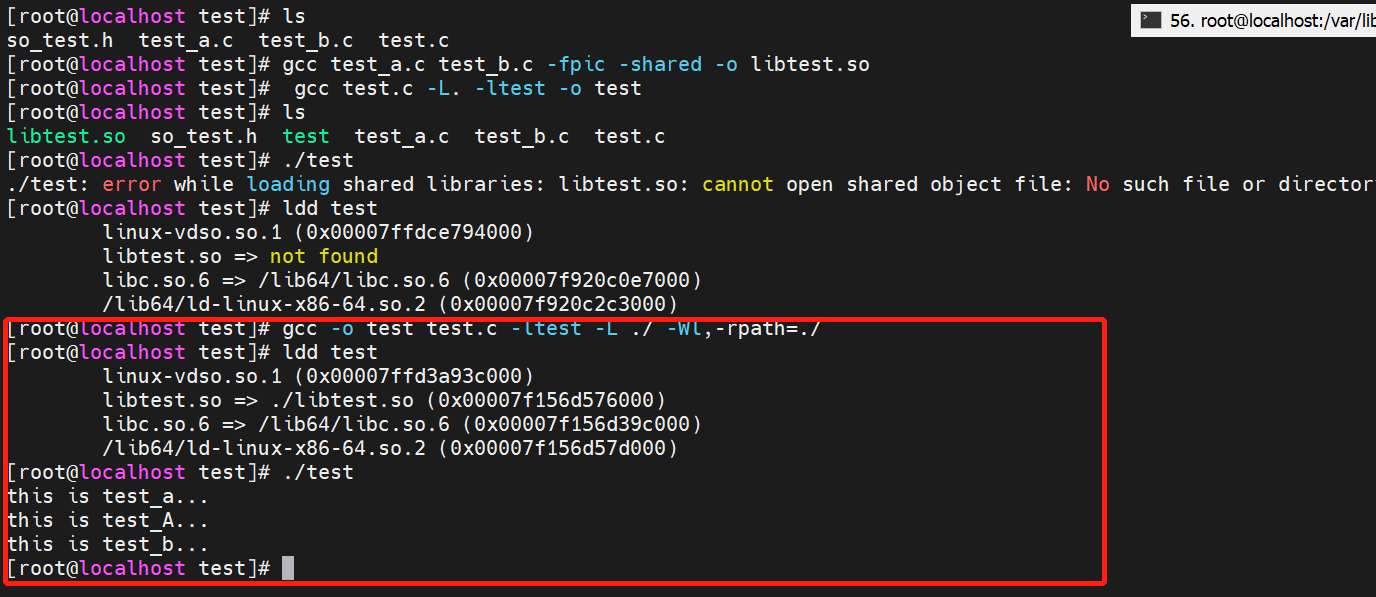 [root@localhost test]# ls
56. root@localhost:/var/lib
so_test.h  test_a.c  test_b.c  test.c
[root@localhost test]# gcc test_a.c test_b.c -fpic -shared -o libtest.so
[root@localhost test]#  gcc test.c -L. -ltest -o test
[root@localhost test]# ls
libtest.so  so_test.h  test  test_a.c  test_b.c  test.c
[root@localhost test]# ./test
./test: error while loading shared libraries: libtest.so: cannot open shared object file: No such file or director
[root@localhost test]# ldd test
        linux-vdso.so.1 (0x00007ffdce794000)
        libtest.so => not found
        libc.so.6 => /lib64/libc.so.6 (0x00007f920c0e7000)
        /lib64/ld-linux-x86-64.so.2 (0x00007f920c2c3000)
[root@localhost test]# gcc -o test test.c -ltest -L ./ -Wl,-rpath=./
[root@localhost test]# ldd test
        linux-vdso.so.1 (0x00007ffd3a93c000)
        libtest.so => ./libtest.so (0x00007f156d576000)
        libc.so.6 => /lib64/libc.so.6 (0x00007f156d39c000)
        /lib64/ld-linux-x86-64.so.2 (0x00007f156d57d000)
[root@localhost test]# ./test
this is test_a...
this is test_A...
this is test_b...
[root@localhost test]#